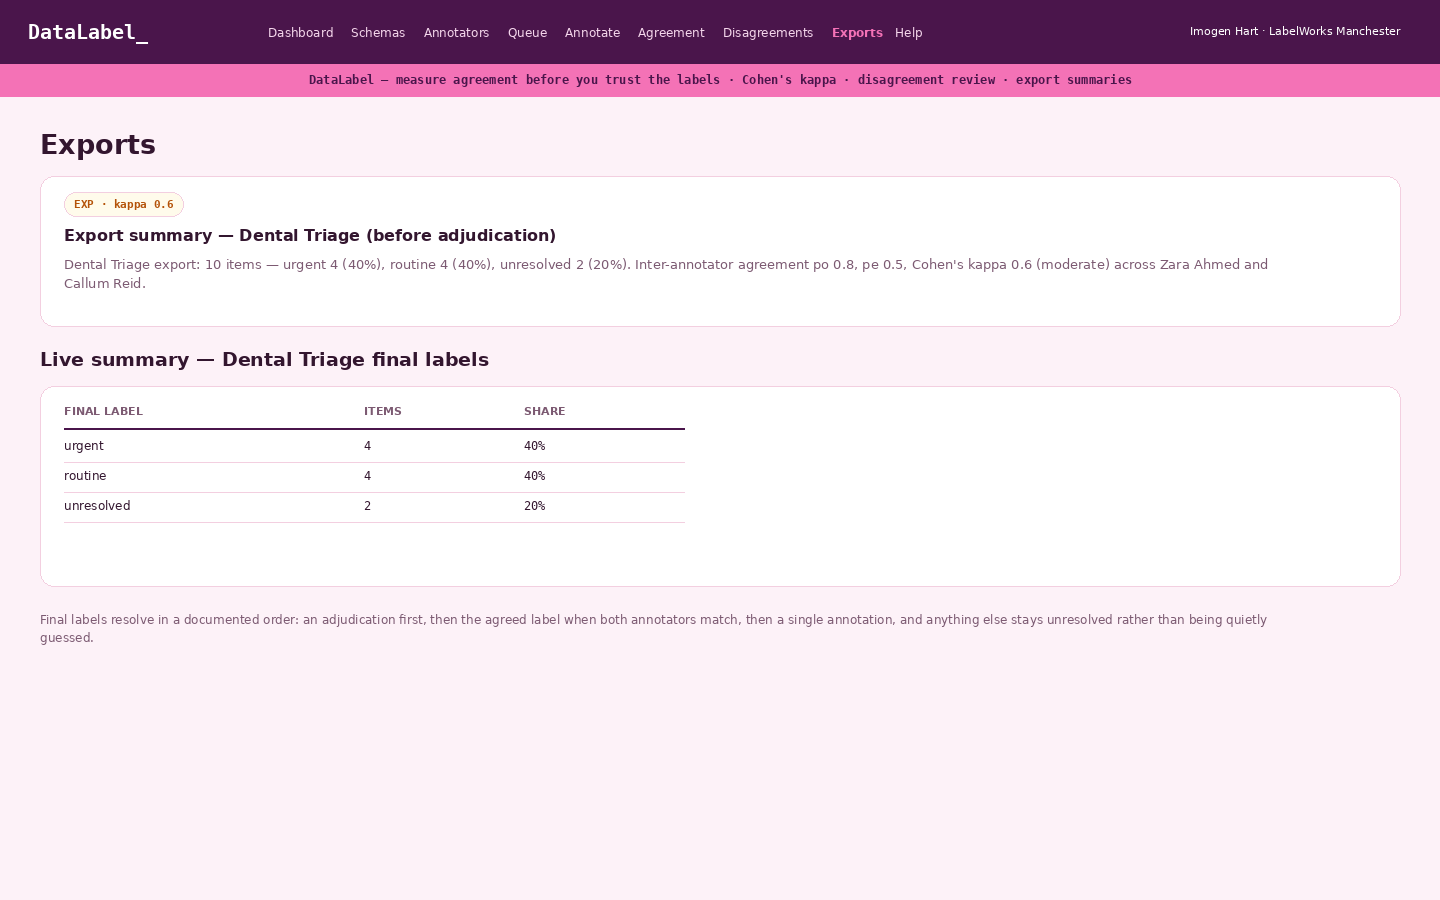 DataLabel_
Dashboard Schemas Annotators Queue Annotate Agreement Disagreements Exports Help
Imogen Hart · LabelWorks Manchester
DataLabel — measure agreement before you trust the labels · Cohen's kappa · disagreement review · export summaries
Exports
EXP · kappa 0.6
Export summary — Dental Triage (before adjudication)
Dental Triage export: 10 items — urgent 4 (40%), routine 4 (40%), unresolved 2 (20%). Inter-annotator agreement po 0.8, pe 0.5, Cohen's kappa 0.6 (moderate) across Zara Ahmed and
Callum Reid.
Live summary — Dental Triage final labels
FINAL LABEL ITEMS SHARE
urgent 4 40%
routine 4 40%
unresolved 2 20%
Final labels resolve in a documented order: an adjudication first, then the agreed label when both annotators match, then a single annotation, and anything else stays unresolved rather than being quietly
guessed.